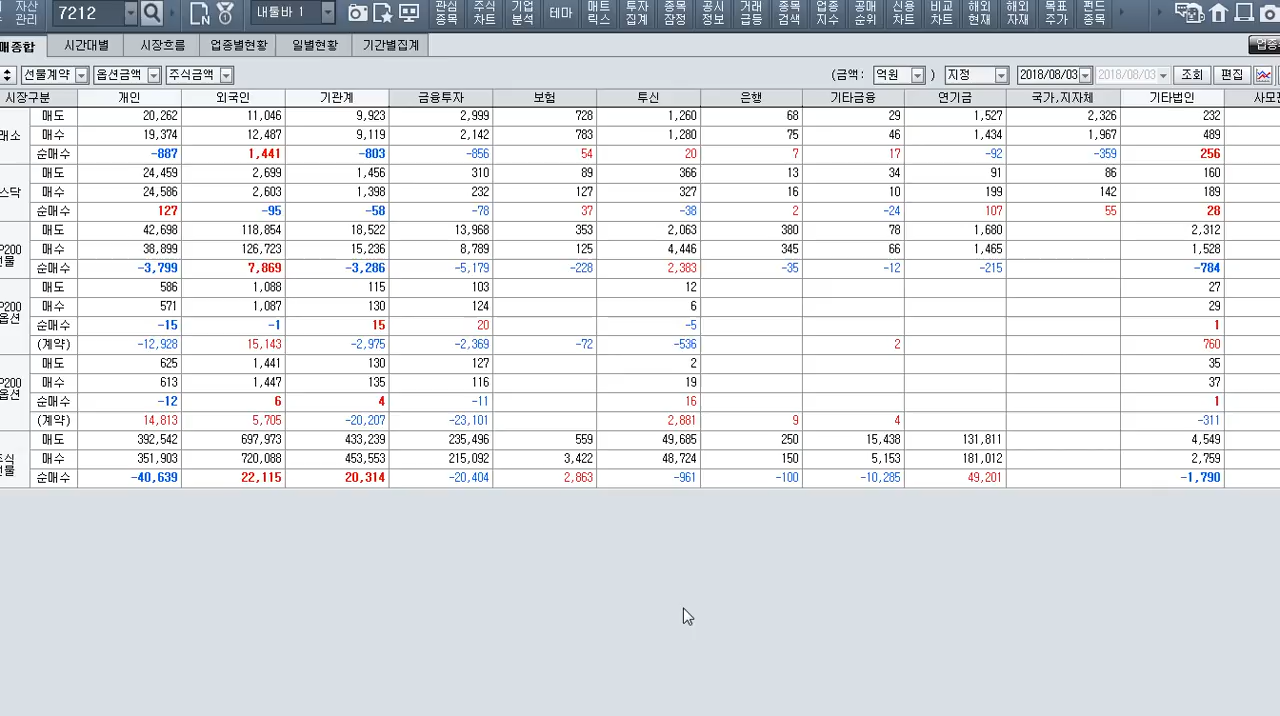 자산 관리 7212 내툴바 1 관심 종목 주식 차트 기업 분석 테마 매트 릭스 투자 집계 종목 잠정 공시 정보 거래 급등 종목 검색 업종 지수 공매 순위 신용 차트 비교 차트 해외 현재 해외 자재 목표 주가 펀드 종목
매종합 시간대별 시장흐름 업종별현황 일별현황 기간별집계 업종
선물계약 옵션금액 주식금액 (금액: 억원 ) 지정 2018/08/03 2018/08/03 조회 편집
시장구분 개인 외국인 기관계 금융투자 보험 투신 은행 기타금융 연기금 국가,지자체 기타법인 사모
래소 매도 20,262 11,046 9,923 2,999 728 1,260 68 29 1,527 2,326 232
매수 19,374 12,487 9,119 2,142 783 1,280 75 46 1,434 1,967 489
순매수 -887 1,441 -803 -856 54 20 7 17 -92 -359 256
스닥 매도 24,459 2,699 1,456 310 89 366 13 34 91 86 160
매수 24,586 2,603 1,398 232 127 327 16 10 199 142 189
순매수 127 -95 -58 -78 37 -38 2 -24 107 55 28
P200 선물 매도 42,698 118,854 18,522 13,968 353 2,063 380 78 1,680 2,312
매수 38,899 126,723 15,236 8,789 125 4,446 345 66 1,465 1,528
순매수 -3,799 7,869 -3,286 -5,179 -228 2,383 -35 -12 -215 -784
P200 옵션 매도 586 1,088 115 103 12 27
매수 571 1,087 130 124 6 29
순매수 -15 -1 15 20 -5 1
(계약) -12,928 15,143 -2,975 -2,369 -72 -536 2 760
P200 옵션 매도 625 1,441 130 127 2 35
매수 613 1,447 135 116 19 37
순매수 -12 6 4 -11 16 1
(계약) 14,813 5,705 -20,207 -23,101 2,881 9 4 -311
주식 선물 매도 392,542 697,973 433,239 235,496 559 49,685 250 15,438 131,811 4,549
매수 351,903 720,088 453,553 215,092 3,422 48,724 150 5,153 181,012 2,759
순매수 -40,639 22,115 20,314 -20,404 2,863 -961 -100 -10,285 49,201 -1,790